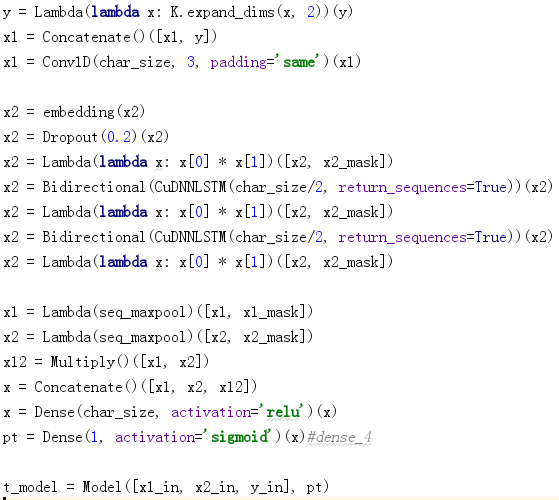 y = Lambda(lambda x: K.expand_dims(x, 2))(y)
x1 = Concatenate()([x1, y])
x1 = Conv1D(char_size, 3, padding='same')(x1)
x2 = embedding(x2)
x2 = Dropout(0.2)(x2)
x2 = Lambda(lambda x: x[0] * x[1])([x2, x2_mask])
x2 = Bidirectional(CuDNNLSTM(char_size/2, return_sequences=True))(x2)
x2 = Lambda(lambda x: x[0] * x[1])([x2, x2_mask])
x2 = Bidirectional(CuDNNLSTM(char_size/2, return_sequences=True))(x2)
x2 = Lambda(lambda x: x[0] * x[1])([x2, x2_mask])
x1 = Lambda(seq_maxpool)([x1, x1_mask])
x2 = Lambda(seq_maxpool)([x2, x2_mask])
x12 = Multiply()([x1, x2])
x = Concatenate()([x1, x2, x12])
x = Dense(char_size, activation='relu')(x)
pt = Dense(1, activation='sigmoid')(x)#dense_4
t_model = Model([x1_in, x2_in, y_in], pt)